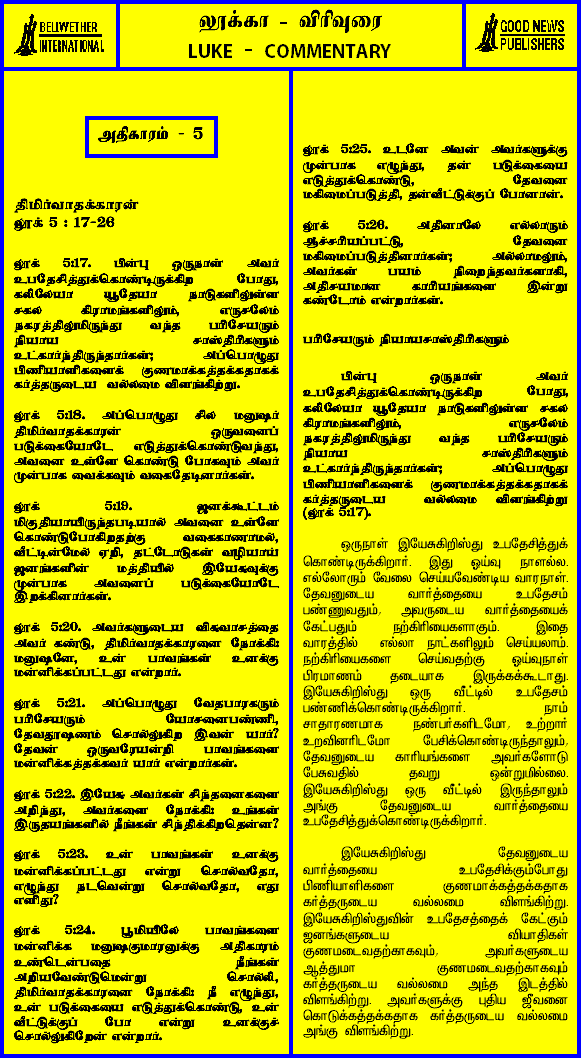 BELLWETHER
INTERNATIONAL
லூக்கா - விரிவுரை
LUKE - COMMENTARY
GOOD NEWS
PUBLISHERS
அதிகாரம் - 5
திமிர்வாதக்காரன்
லூக் 5 : 17-26
லூக் 5:17. பின்பு ஒருநாள் அவர்
உபதேசித்துக்கொண்டிருக்கிற போது,
கலிலேயா யூதேயா நாடுகளிலுள்ள
சகல கிராமங்களிலும், எருசலேம்
நகரத்திலுமிருந்து வந்த பரிசேயரும்
நியாய சாஸ்திரிகளும்
உட்கார்ந்திருந்தார்கள்; அப்பொழுது
பிணியாளிகளைக் குணமாக்கத்தக்கதாகக்
கர்த்தருடைய வல்லமை விளங்கிற்று.
லூக் 5:18. அப்பொழுது சில மனுஷர்
திமிர்வாதக்காரன் ஒருவனைப்
படுக்கையோடே எடுத்துக்கொண்டுவந்து,
அவனை உள்ளே கொண்டு போகவும் அவர்
முன்பாக வைக்கவும் வகைதேடினார்கள்.
லூக் 5:19. ஜனக்கூட்டம்
மிகுதியாயிருந்தபடியால் அவனை உள்ளே
கொண்டுபோகிறதற்கு வகைகாணாமல்,
வீட்டின்மேல் ஏறி, தட்டோடுகள் வழியாய்
ஜனங்களின் மத்தியில் இயேசுவுக்கு
முன்பாக அவனைப் படுக்கையோடே
இறக்கினார்கள்.
லூக் 5:20. அவர்களுடைய விசுவாசத்தை
அவர் கண்டு, திமிர்வாதக்காரனை நோக்கி:
மனுஷனே, உன் பாவங்கள் உனக்கு
மன்னிக்கப்பட்டது என்றார்.
லூக் 5:21. அப்பொழுது வேதபாரகரும்
பரிசேயரும் யோசனைபண்ணி,
தேவதூஷணம் சொல்லுகிற இவன் யார்?
தேவன் ஒருவரேயன்றி பாவங்களை
மன்னிக்கத்தக்கவர் யார் என்றார்கள்.
லூக் 5:22. இயேசு அவர்கள் சிந்தனைகளை
அறிந்து, அவர்களை நோக்கி: உங்கள்
இருதயங்களில் நீங்கள் சிந்திக்கிறதென்ன?
லூக் 5:23. உன் பாவங்கள் உனக்கு
மன்னிக்கப்பட்டது என்று சொல்வதோ,
எழுந்து நடவென்று சொல்வதோ, எது
எளிது?
லூக் 5:24. பூமியிலே பாவங்களை
மன்னிக்க மனுஷகுமாரனுக்கு அதிகாரம்
உண்டென்பதை நீங்கள்
அறியவேண்டுமென்று சொல்லி,
திமிர்வாதக்காரனை நோக்கி: நீ எழுந்து,
உன் படுக்கையை எடுத்துக்கொண்டு, உன்
வீட்டுக்குப் போ என்று உனக்குச்
சொல்லுகிறேன் என்றார்.
லூக் 5:25. உடனே அவன் அவர்களுக்கு
முன்பாக எழுந்து, தன் படுக்கையை
எடுத்துக்கொண்டு, தேவனை
மகிமைப்படுத்தி, தன்வீட்டுக்குப் போனான்.
லூக் 5:26. அதினாலே எல்லாரும்
ஆச்சரியப்பட்டு, தேவனை
மகிமைப்படுத்தினார்கள்; அல்லாமலும்,
அவர்கள் பயம் நிறைந்தவர்களாகி,
அதிசயமான காரியங்களை இன்று
கண்டோம் என்றார்கள்.
பரிசேயரும் நியாயசாஸ்திரிகளும்
பின்பு ஒருநாள் அவர்
உபதேசித்துக்கொண்டிருக்கிற போது,
கலிலேயா யூதேயா நாடுகளிலுள்ள சகல
கிராமங்களிலும், எருசலேம்
நகரத்திலுமிருந்து வந்த பரிசேயரும்
நியாய சாஸ்திரிகளும்
உட்கார்ந்திருந்தார்கள்; அப்பொழுது
பிணியாளிகளைக் குணமாக்கத்தக்கதாகக்
கர்த்தருடைய வல்லமை விளங்கிற்று
(லூக் 5:17).
ஒருநாள் இயேசுகிறிஸ்து உபதேசித்துக்
கொண்டிருக்கிறார். இது ஓய்வு நாளல்ல.
எல்லோரும் வேலை செய்யவேண்டிய வாரநாள்.
தேவனுடைய வார்த்தையை உபதேசம்
பண்ணுவதும், அவருடைய வார்த்தையைக்
கேட்பதும் நற்கிரியைகளாகும். இதை
வாரத்தில் எல்லா நாட்களிலும் செய்யலாம்.
நற்கிரியைகளை செய்வதற்கு ஓய்வுநாள்
பிரமாணம் தடையாக இருக்கக்கூடாது.
இயேசுகிறிஸ்து ஒரு வீட்டில் உபதேசம்
பண்ணிக்கொண்டிருக்கிறார். நாம்
சாதாரணமாக நண்பர்களிடமோ, உற்றார்
உறவினரிடமோ பேசிக்கொண்டிருந்தாலும்,
தேவனுடைய காரியங்களை அவர்களோடு
பேசுவதில் தவறு ஒன்றுமில்லை.
இயேசுகிறிஸ்து ஒரு வீட்டில் இருந்தாலும்
அங்கு தேவனுடைய வார்த்தையை
உபதேசித்துக்கொண்டிருக்கிறார்.
இயேசுகிறிஸ்து தேவனுடைய
வார்த்தையை உபதேசிக்கும்போது
பிணியாளிகளை குணமாக்கத்தக்கதாக
கர்த்தருடைய வல்லமை விளங்கிற்று.
இயேசுகிறிஸ்துவின் உபதேசத்தைக் கேட்கும்
ஜனங்களுடைய வியாதிகள்
குணமடைவதற்காகவும், அவர்களுடைய
ஆத்துமா குணமடைவதற்காகவும்
கர்த்தருடைய வல்லமை அந்த இடத்தில்
விளங்கிற்று. அவர்களுக்கு புதிய ஜீவனை
கொடுக்கத்தக்கதாக கர்த்தருடைய வல்லமை
அங்கு விளங்கிற்று.